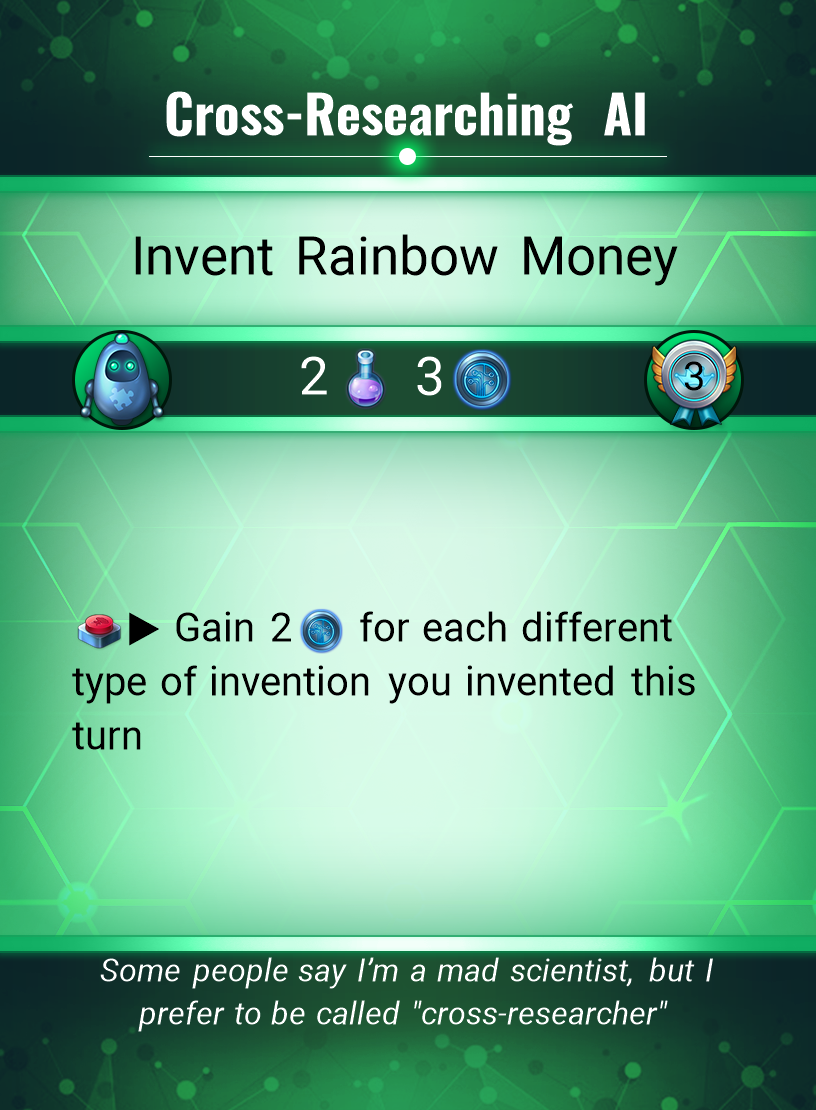 Cross-Researching AI
Invent Rainbow Money
2 3 3
▶ Gain 2 for each different
type of invention you invented this
turn
Some people say I’m a mad scientist, but I
prefer to be called "cross-researcher"